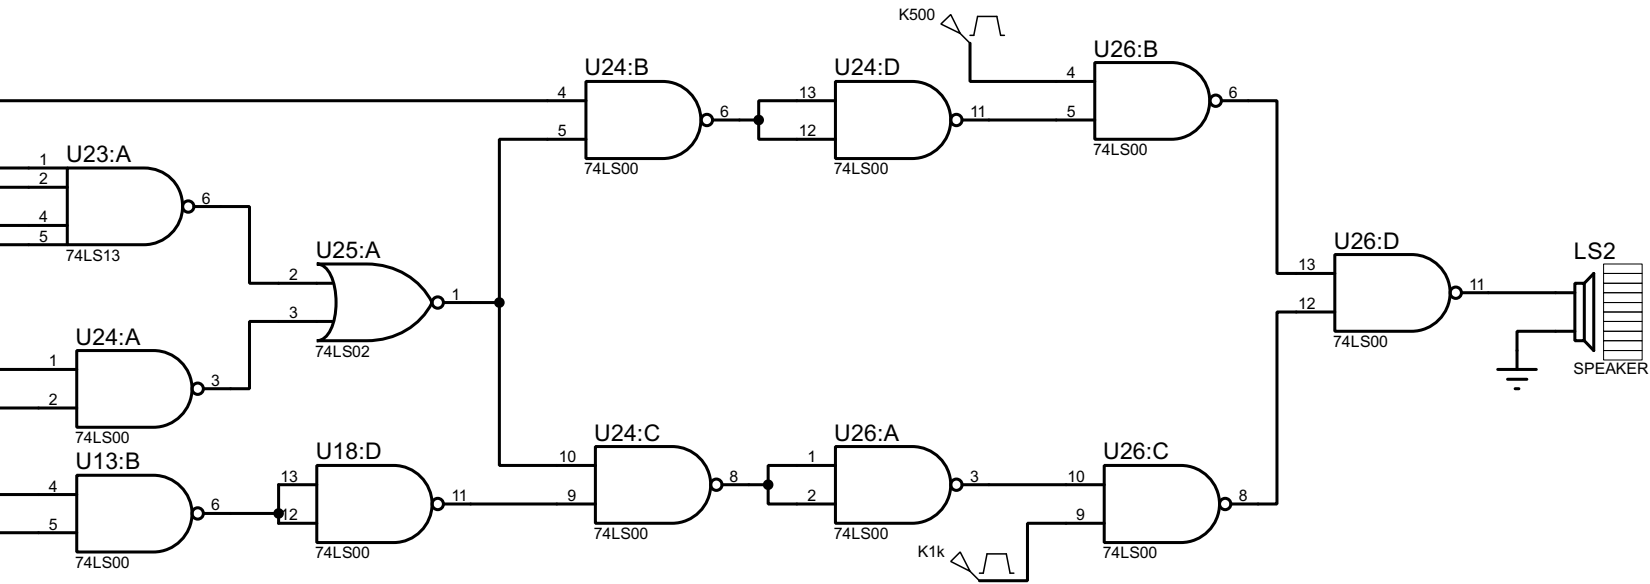 K500
U26:B
4
5
6
74LS00
U24:B
4
5
6
74LS00
U24:D
13
12
11
74LS00
U23:A
1
2
4
5
6
74LS13
U25:A
2
3
1
74LS02
U24:A
1
2
3
74LS00
U13:B
4
5
6
74LS00
U18:D
13
12
11
74LS00
U24:C
10
9
8
74LS00
U26:A
1
2
3
74LS00
U26:C
10
9
8
74LS00
K1k
U26:D
13
12
11
74LS00
LS2
SPEAKER